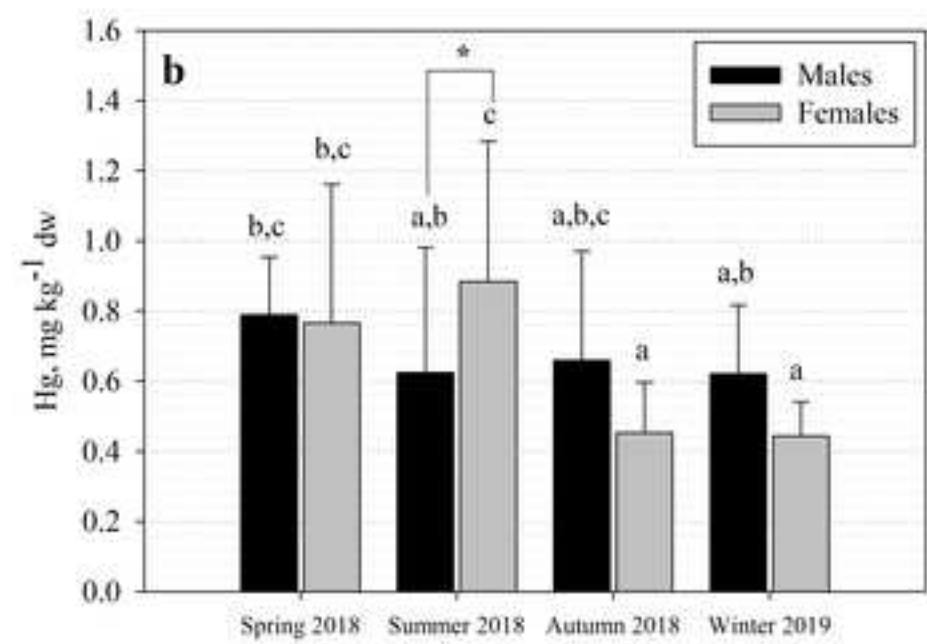 b
Males
Females
*
Hg, mg kg⁻¹ dw
1.6
1.4
1.2
1.0
0.8
0.6
0.4
0.2
0.0
b,c
b,c
a,b
c
a,b,c
a
a,b
a
Spring 2018
Summer 2018
Autumn 2018
Winter 2019